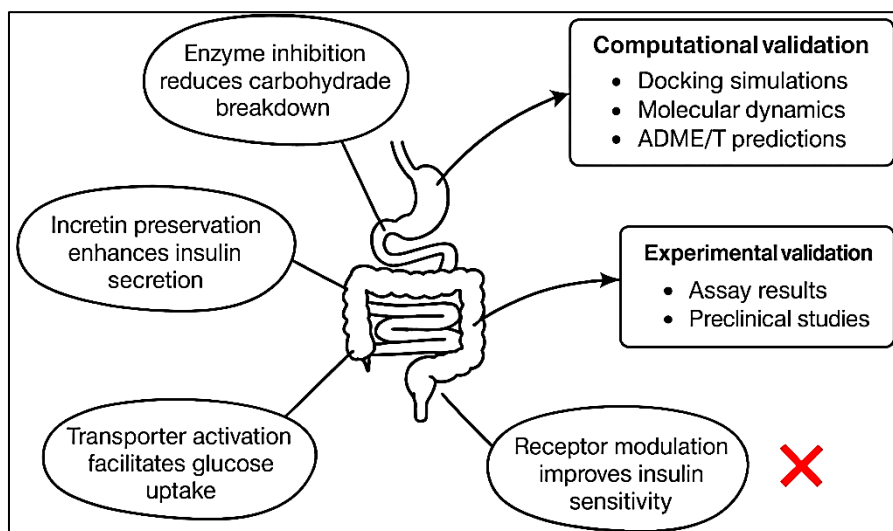 Enzyme inhibition
reduces carbohydrade
breakdown
Computational validation
• Docking simulations
• Molecular dynamics
• ADME/T predictions
Incretin preservation
enhances insulin
secretion
Experimental validation
• Assay results
• Preclinical studies
Transporter activation
facilitates glucose
uptake
Receptor modulation
improves insulin
sensitivity